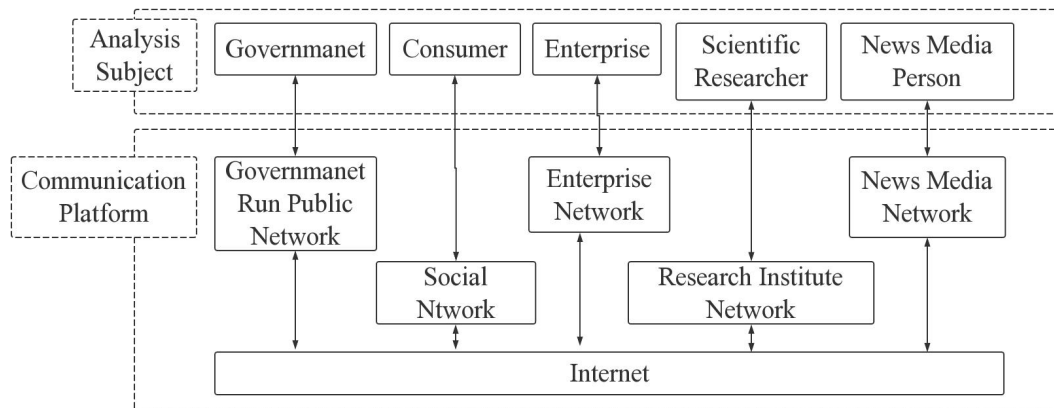 Analysis
Subject
Governmanet
Consumer
Enterprise
Scientific
Researcher
News Media
Person
Communication
Platform
Governmanet
Run Public
Network
Enterprise
Network
News Media
Network
Social
Ntwork
Research Institute
Network
Internet